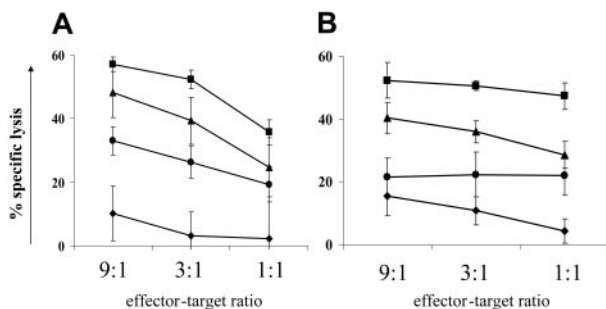 A
B
% specific lysis
60
40
20
0
9:1 3:1 1:1
effector-target ratio
60
40
20
0
9:1 3:1 1:1
effector-target ratio